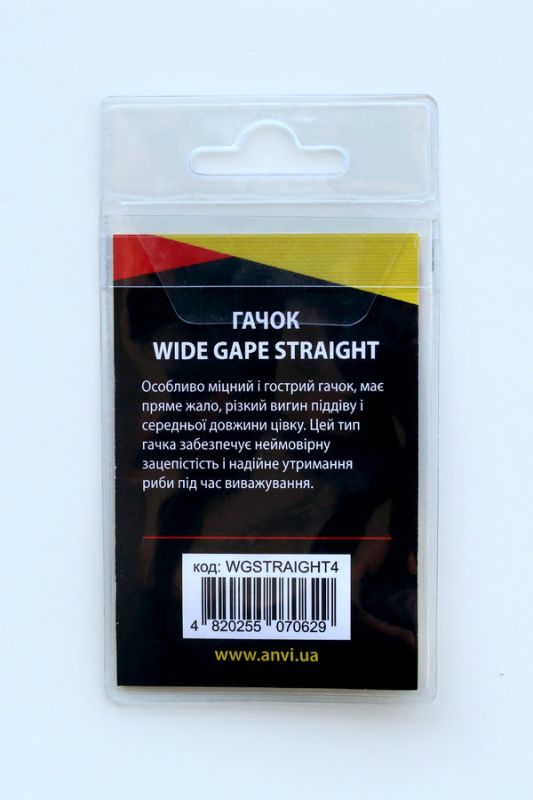 ГАЧОК
WIDE GAPE STRAIGHT
Особливо міцний і гострий гачок, має
пряме жало, різкий вигин піддіву і
середньої довжини цівку. Цей тип
гачка забезпечує неймовірну
зацепістість і надійне утримання
риби під час виважування.
код: WGSTRAIGHT4
4 820255 070629
www.anvi.ua